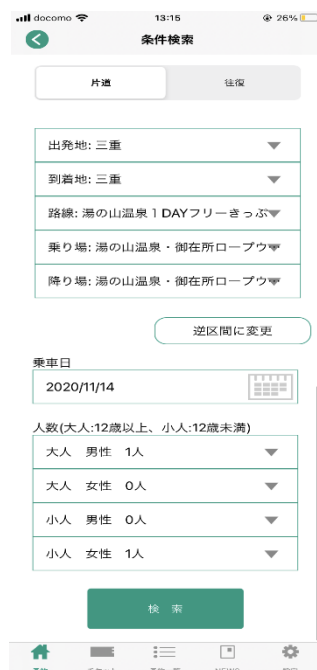 docomo 13:15 26%
条件検索
片道 往復
出発地: 三重
到着地: 三重
路線: 湯の山温泉1DAYフリーきっぷ
乗り場: 湯の山温泉・御在所ロープウ
降り場: 湯の山温泉・御在所ロープウ
逆区間に変更
乗車日
2020/11/14
人数(大人:12歳以上、小人:12歳未満)
大人 男性 1人
大人 女性 0人
小人 男性 0人
小人 女性 1人
検 索